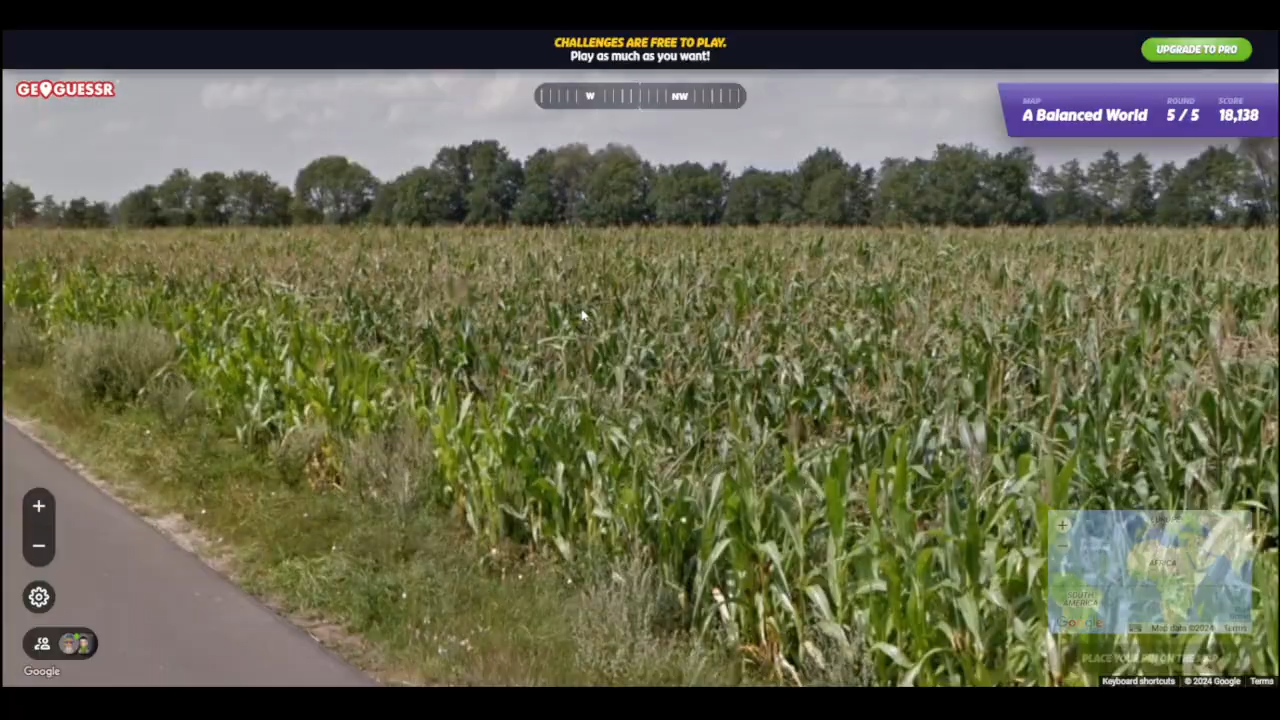 CHALLENGES ARE FREE TO PLAY.
Play as much as you want!
UPGRADE TO PRO
GEOGUESSR
W NW
MAP ROUND SCORE
A Balanced World 5 / 5 18,138
+
−
+
EUROPE
AFRICA
SOUTH
AMERICA
Google
Map data ©2024 Terms
PLACE YOUR PIN ON THE MAP
Google
Keyboard shortcuts © 2024 Google Terms